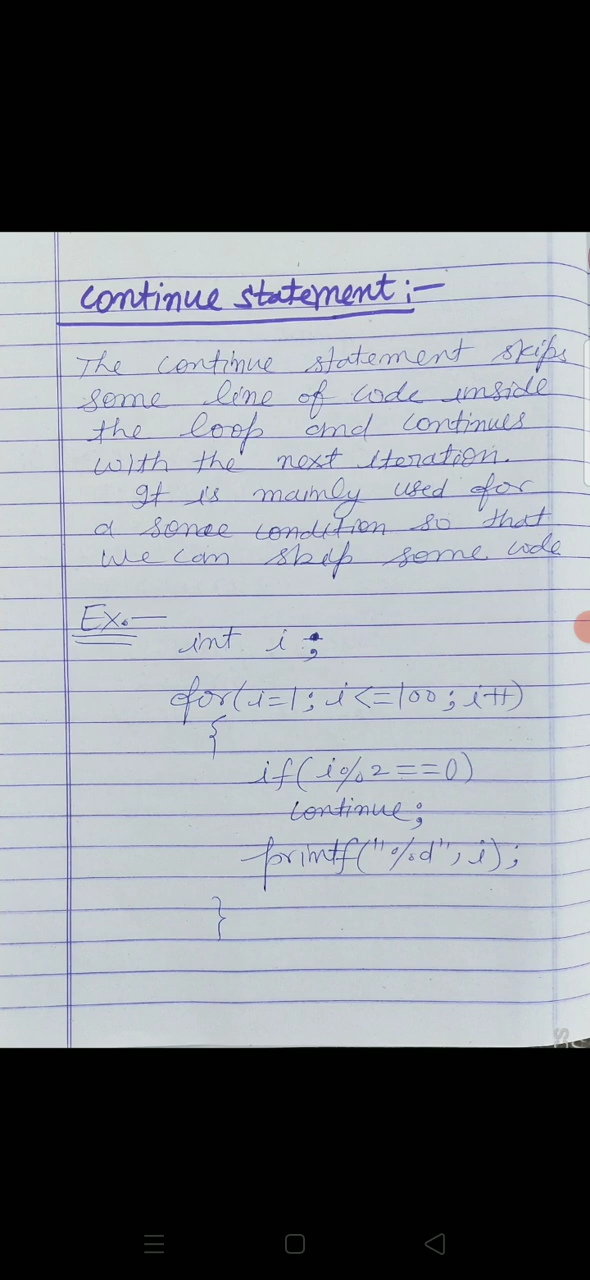 continue statement :-
The continue statement skips
some line of code inside
the loop and continues
with the next iteration.
It is mainly used for
a condition so that
we can skip some code
Ex.-
int i ;
for(i=1; i<=100; i++)
{
if(i%2==0)
continue;
printf("%d", i);
}